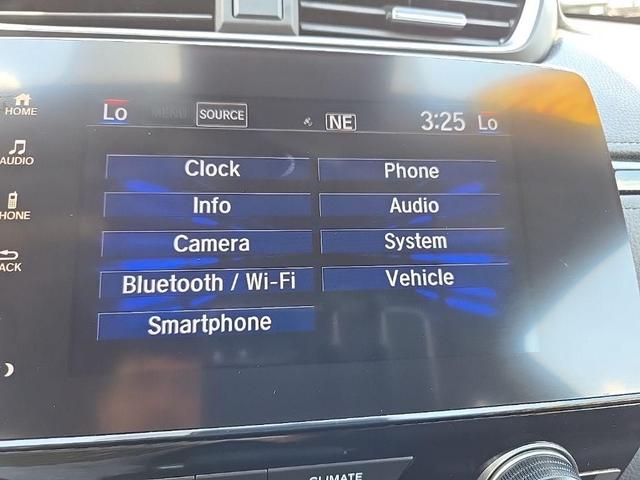 HOME
AUDIO
PHONE
BACK
Lo MENU SOURCE NE 3:25 Lo
Clock Phone
Info Audio
Camera System
Bluetooth / Wi-Fi Vehicle
Smartphone
CLIMATE